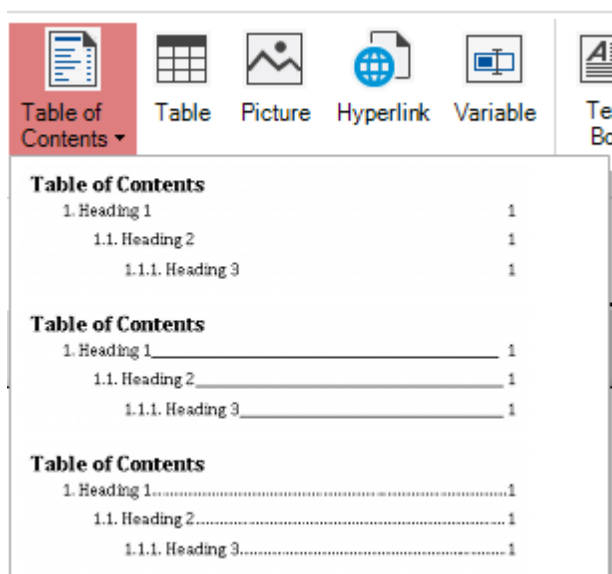 Table of Contents
Table
Picture
Hyperlink
Variable
Table of Contents
1. Heading 1 1
1.1. Heading 2 1
1.1.1. Heading 3 1
Table of Contents
1. Heading 1 1
1.1. Heading 2 1
1.1.1. Heading 3 1
Table of Contents
1. Heading 1 1
1.1. Heading 2 1
1.1.1. Heading 3 1